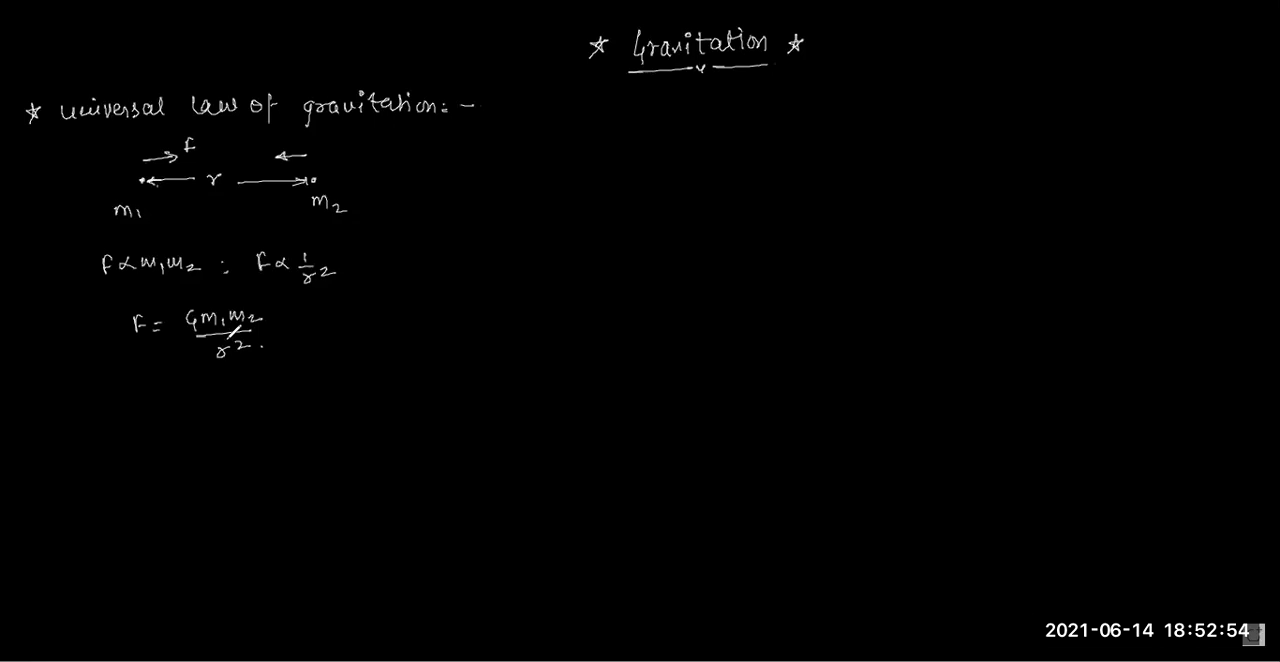 * Gravitation *
* universal law of gravitation: -
F
r
m1 m2
F ∝ m1m2 ; F ∝ 1/r2
F = Gm1m2/r2.
2021-06-14 18:52:54